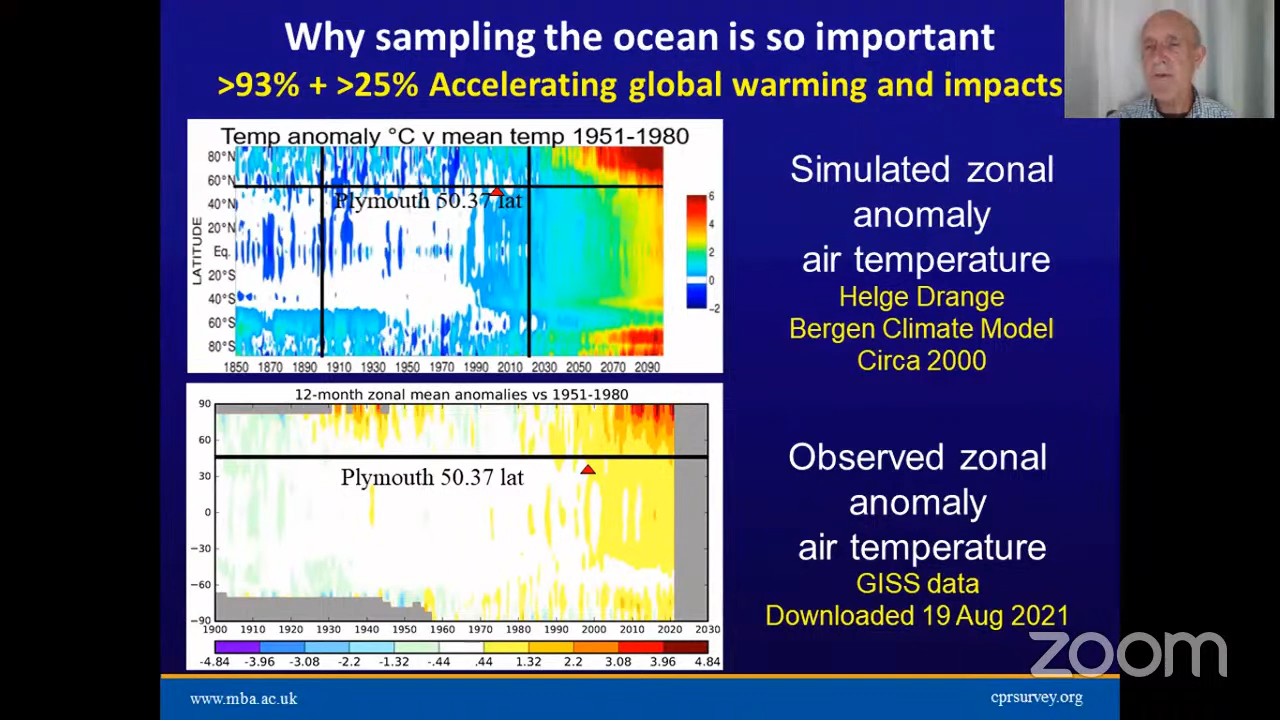 Why sampling the ocean is so important
>93% + >25% Accelerating global warming and impacts
Temp anomaly °C v mean temp 1951-1980
80°N
60°N
40°N
20°N
Eq.
20°S
40°S
60°S
80°S
LATITUDE
Plymouth 50.37 lat
1850 1870 1890 1910 1930 1950 1970 1990 2010 2030 2050 2070 2090
6
4
2
0
-2
Simulated zonal
anomaly
air temperature
Helge Drange
Bergen Climate Model
Circa 2000
12-month zonal mean anomalies vs 1951-1980
90
60
30
0
−30
−60
−90
Plymouth 50.37 lat
1900 1910 1920 1930 1940 1950 1960 1970 1980 1990 2000 2010 2020 2030
-4.84 -3.96 -3.08 -2.2 -1.32 -.44 .44 1.32 2.2 3.08 3.96 4.84
Observed zonal
anomaly
air temperature
GISS data
Downloaded 19 Aug 2021
zoom
www.mba.ac.uk
cprsurvey.org